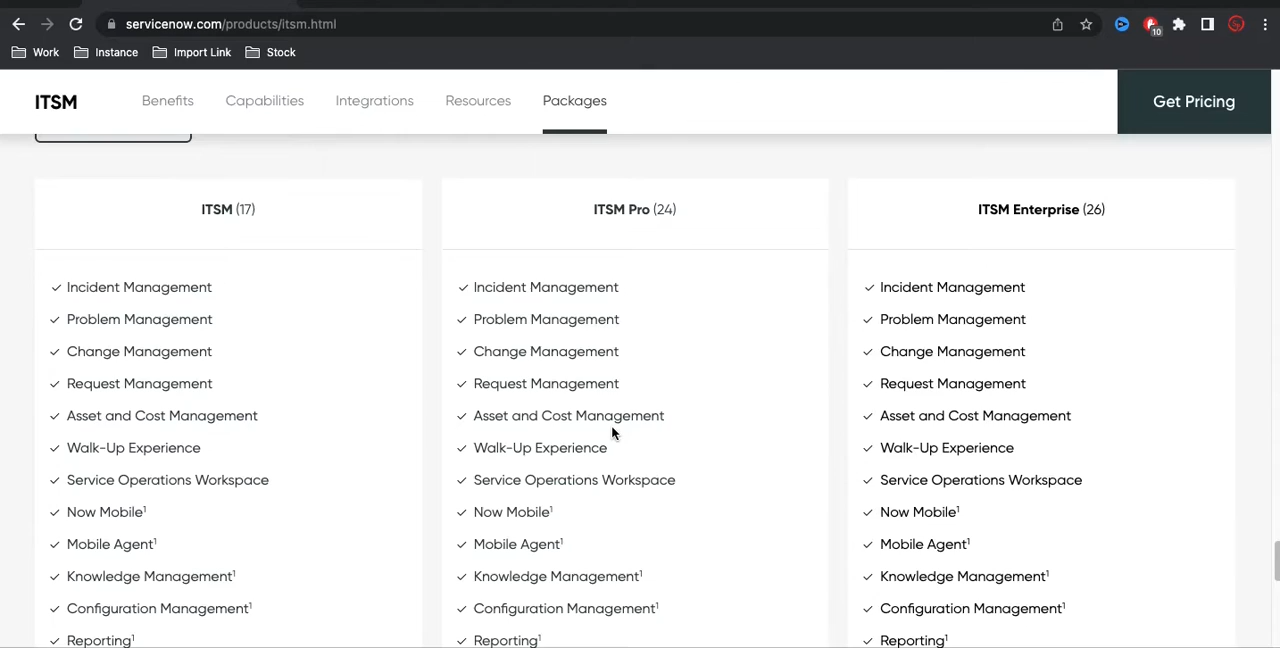 servicenow.com/products/itsm.html
10
Work Instance Import Link Stock
ITSM Benefits Capabilities Integrations Resources Packages Get Pricing
ITSM (17)
Incident Management
Problem Management
Change Management
Request Management
Asset and Cost Management
Walk-Up Experience
Service Operations Workspace
Now Mobile¹
Mobile Agent¹
Knowledge Management¹
Configuration Management¹
Reporting¹
ITSM Pro (24)
Incident Management
Problem Management
Change Management
Request Management
Asset and Cost Management
Walk-Up Experience
Service Operations Workspace
Now Mobile¹
Mobile Agent¹
Knowledge Management¹
Configuration Management¹
Reporting¹
ITSM Enterprise (26)
Incident Management
Problem Management
Change Management
Request Management
Asset and Cost Management
Walk-Up Experience
Service Operations Workspace
Now Mobile¹
Mobile Agent¹
Knowledge Management¹
Configuration Management¹
Reporting¹